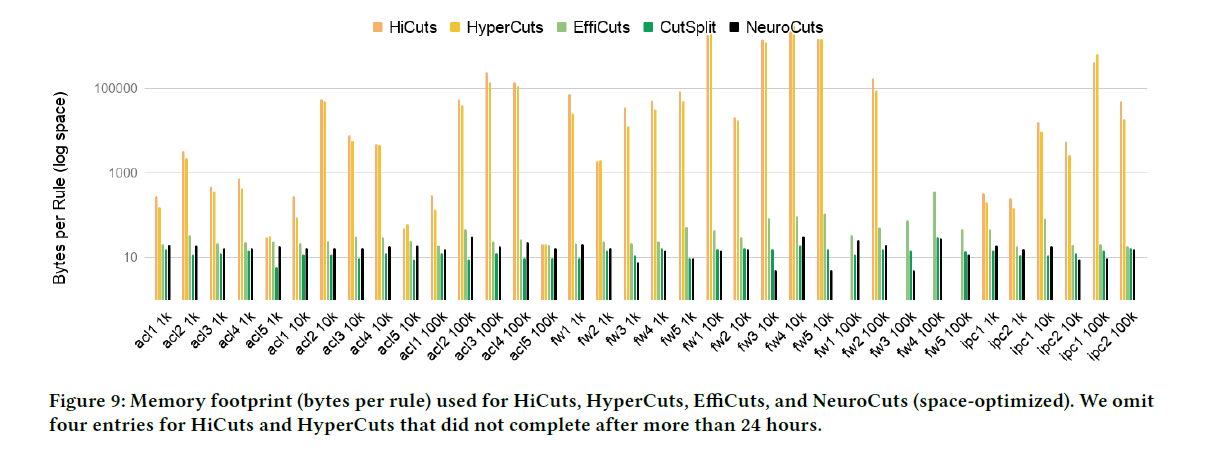 HiCuts HyperCuts EffiCuts CutSplit NeuroCuts
Bytes per Rule (log space)
100000
1000
10
acl1 1k
acl2 1k
acl3 1k
acl4 1k
acl5 1k
acl1 10k
acl2 10k
acl3 10k
acl4 10k
acl5 10k
acl1 100k
acl2 100k
acl3 100k
acl4 100k
acl5 100k
fw1 1k
fw2 1k
fw3 1k
fw4 1k
fw5 1k
fw1 10k
fw2 10k
fw3 10k
fw4 10k
fw5 10k
fw1 100k
fw2 100k
fw3 100k
fw4 100k
fw5 100k
ipc1 1k
ipc2 1k
ipc1 10k
ipc2 10k
ipc1 100k
ipc2 100k
Figure 9: Memory footprint (bytes per rule) used for HiCuts, HyperCuts, EffiCuts, and NeuroCuts (space-optimized). We omit
four entries for HiCuts and HyperCuts that did not complete after more than 24 hours.